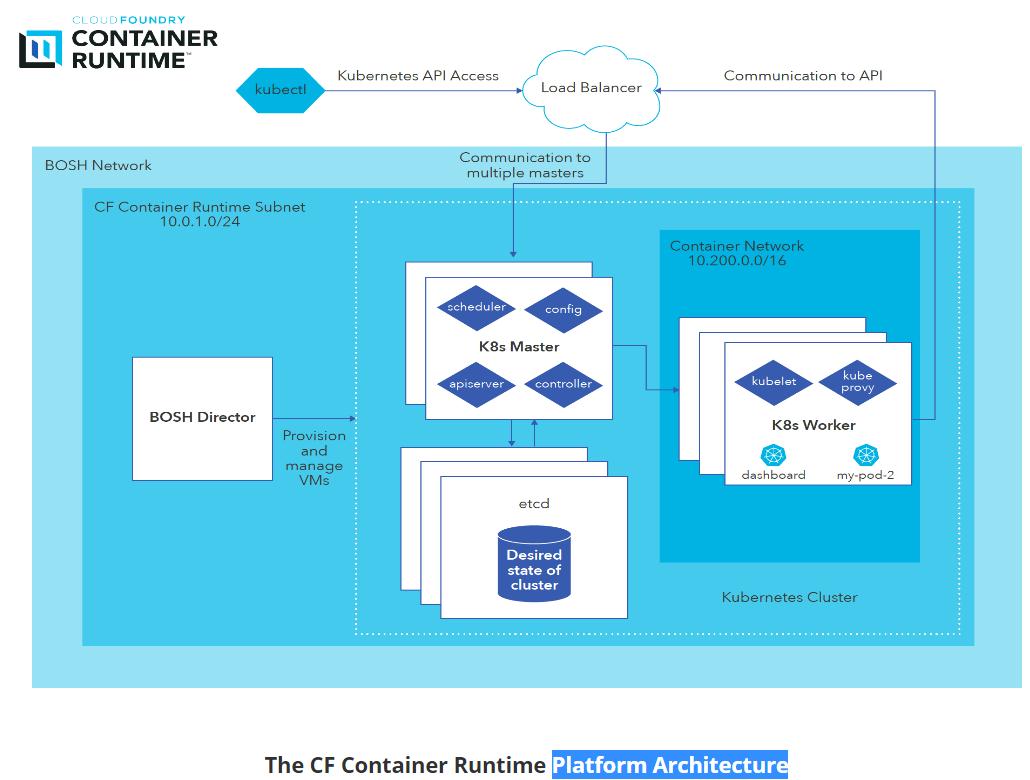 CLOUDFOUNDRY
CONTAINER
RUNTIME™
kubectl
Kubernetes API Access
Load Balancer
Communication to API
BOSH Network
Communication to
multiple masters
CF Container Runtime Subnet
10.0.1.0/24
Container Network
10.200.0.0/16
scheduler
config
K8s Master
apiserver
controller
kubelet
kube
provy
K8s Worker
dashboard
my-pod-2
BOSH Director
Provision
and
manage
VMs
etcd
Desired
state of
cluster
Kubernetes Cluster
The CF Container Runtime Platform Architecture